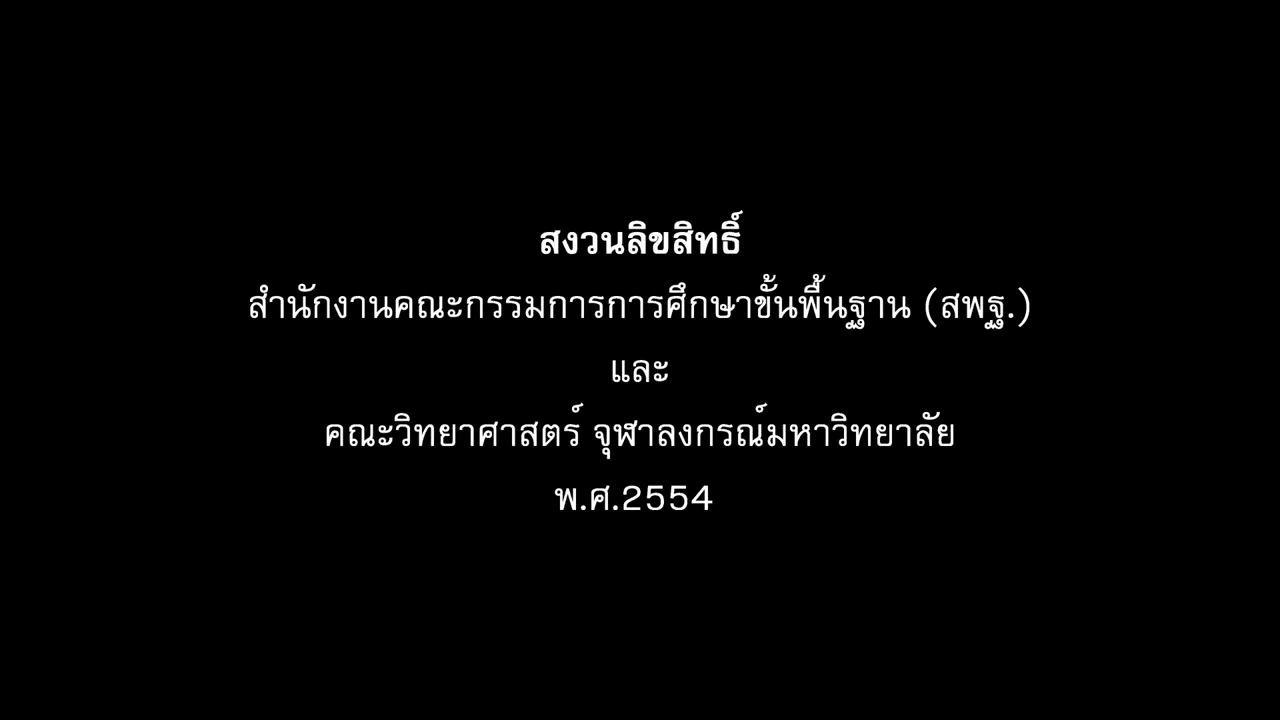 สงวนลิขสิทธิ์
สำนักงานคณะกรรมการการศึกษาขั้นพื้นฐาน (สพฐ.)
และ
คณะวิทยาศาสตร์ จุฬาลงกรณ์มหาวิทยาลัย
พ.ศ.2554